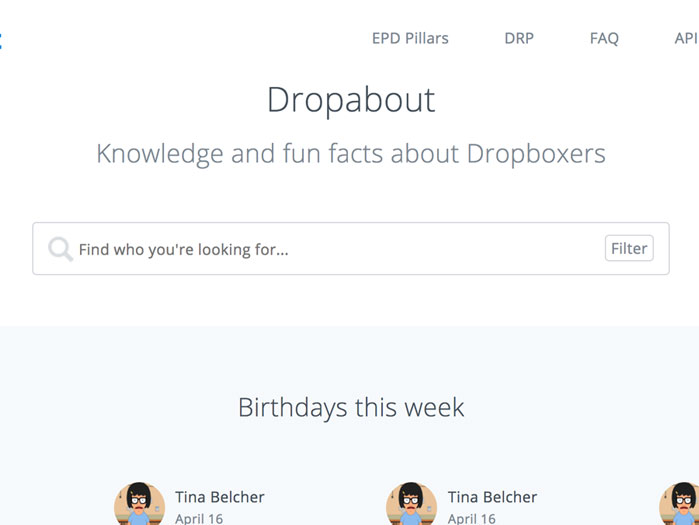 EPD Pillars DRP FAQ API
Dropabout
Knowledge and fun facts about Dropboxers
Find who you're looking for... Filter
Birthdays this week
Tina Belcher Tina Belcher
April 16 April 16